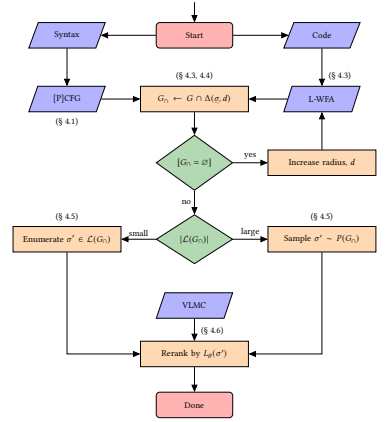 Syntax
Start
Code
(§ 4.3, 4.4)
(§ 4.3)
[P]CFG
G∩ ← G ∩ Δ(σ, d)
L-WFA
(§ 4.1)
[G∩ = ∅]
yes
Increase radius, d
no
(§ 4.5)
(§ 4.5)
Enumerate σ′ ∈ ℒ(G∩)
small
|ℒ(G∩)|
large
Sample σ′ ∼ P(G∩)
VLMC
(§ 4.6)
Rerank by Lθ(σ′)
Done